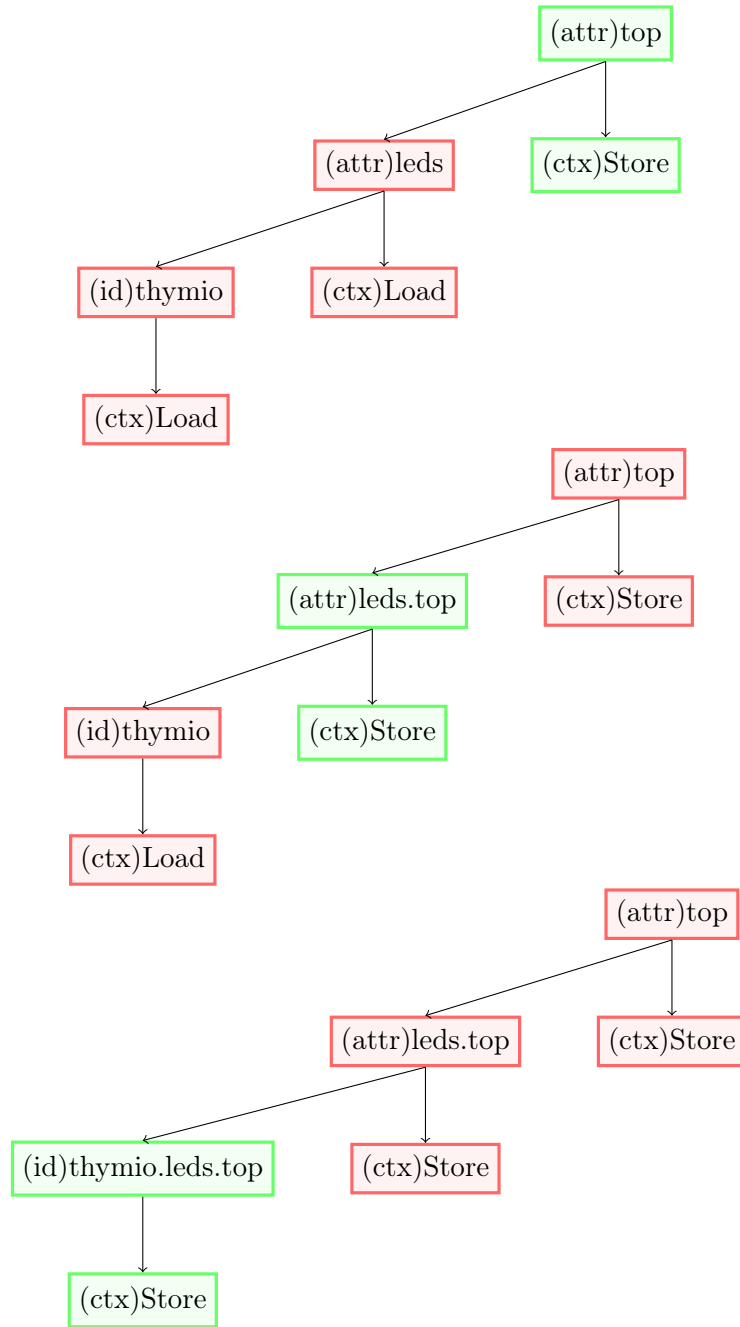 (attr)top
(attr)leds
(ctx)Store
(id)thymio
(ctx)Load
(ctx)Load
(attr)top
(attr)leds.top
(ctx)Store
(id)thymio
(ctx)Store
(ctx)Load
(attr)top
(attr)leds.top
(ctx)Store
(id)thymio.leds.top
(ctx)Store
(ctx)Store